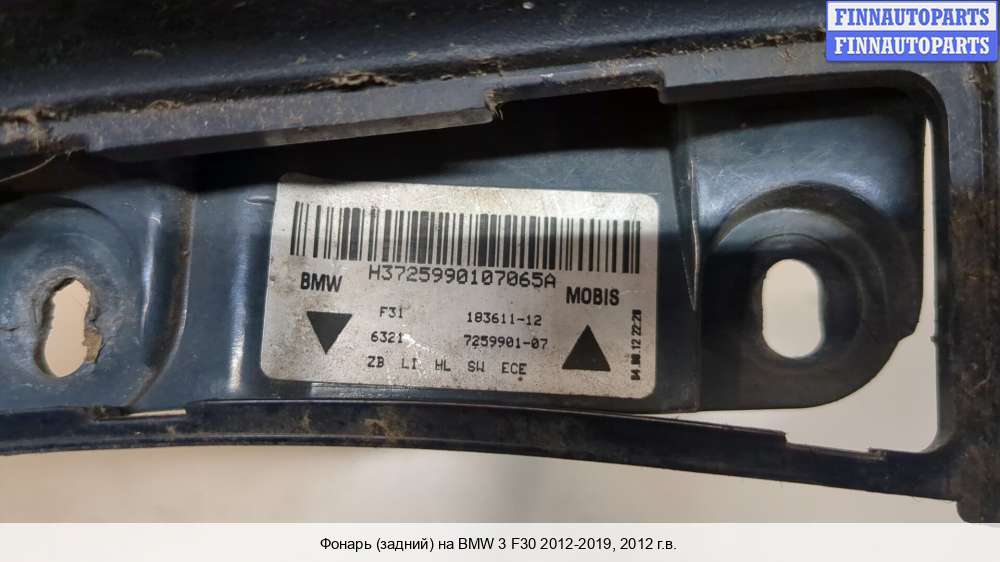 FINNAUTOPARTS
FINNAUTOPARTS
H3725990107065A
BMW
MOBIS
F31 183611-12
6321 7259901-07
ZB LI HL SW ECE
04.08.12 22:28
Фонарь (задний) на BMW 3 F30 2012-2019, 2012 г.в.